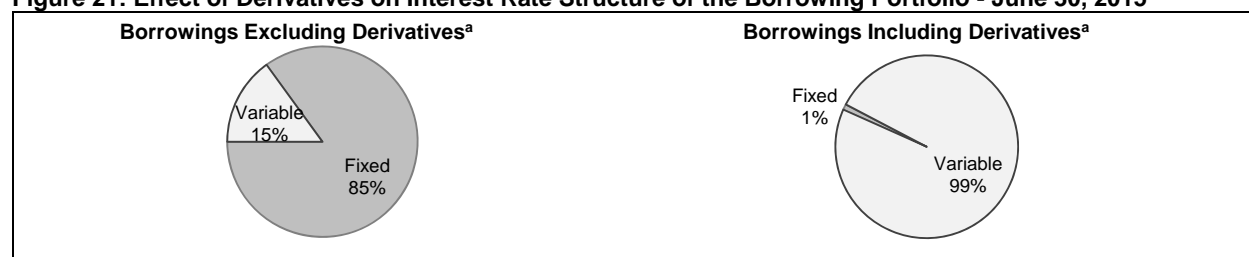 Figure 21: Effect of Derivatives on Interest Rate Structure of the Borrowing Portfolio - June 30, 2015
Borrowings Excluding Derivativesᵃ
Variable
15%
Fixed
85%
Borrowings Including Derivativesᵃ
Fixed
1%
Variable
99%